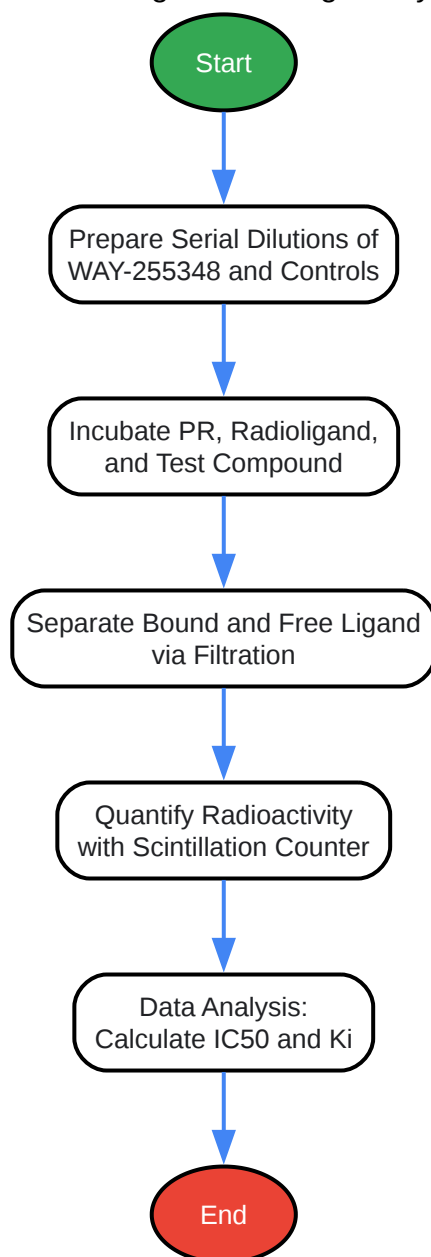 Start
Prepare Serial Dilutions of
WAY-255348 and Controls
Incubate PR, Radioligand,
and Test Compound
Separate Bound and Free Ligand
via Filtration
Quantify Radioactivity
with Scintillation Counter
Data Analysis:
Calculate IC50 and Ki
End